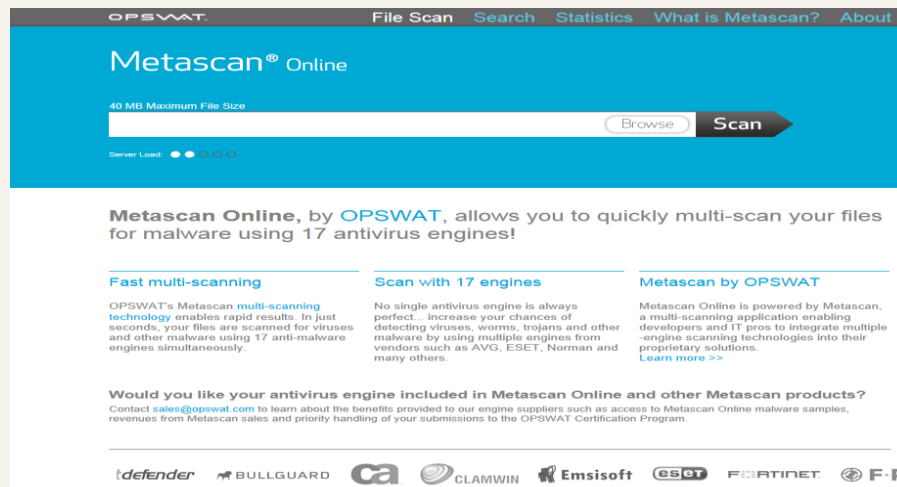 OPSWAT. File Scan Search Statistics What is Metascan? About
Metascan® Online
40 MB Maximum File Size
Browse Scan
Server Load:
Metascan Online, by OPSWAT, allows you to quickly multi-scan your files
for malware using 17 antivirus engines!
Fast multi-scanning
OPSWAT's Metascan multi-scanning
technology enables rapid results. In just
seconds, your files are scanned for viruses
and other malware using 17 anti-malware
engines simultaneously.
Scan with 17 engines
No single antivirus engine is always
perfect... increase your chances of
detecting viruses, worms, trojans and other
malware by using multiple engines from
vendors such as AVG, ESET, Norman and
many others.
Metascan by OPSWAT
Metascan Online is powered by Metascan,
a multi-scanning application enabling
developers and IT pros to integrate multiple
-engine scanning technologies into their
proprietary solutions.
Learn more >>
Would you like your antivirus engine included in Metascan Online and other Metascan products?
Contact sales@opswat.com to learn about the benefits provided to our engine suppliers such as access to Metascan Online malware samples,
revenues from Metascan sales and priority handling of your submissions to the OPSWAT Certification Program.
tdefender BULLGUARD ca CLAMWIN Emsisoft eset FORTINET F-